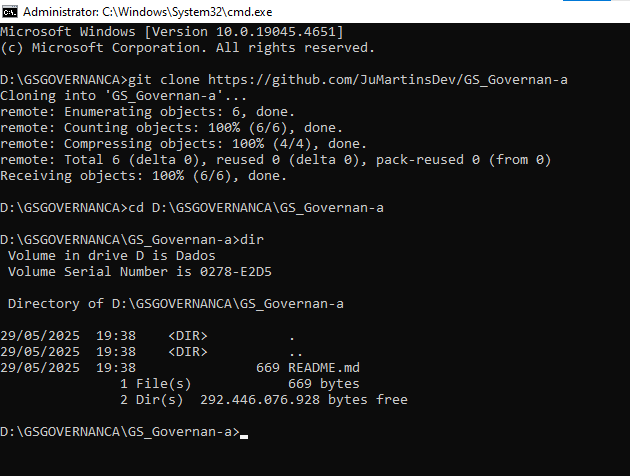 Administrator: C:\Windows\System32\cmd.exe
Microsoft Windows [Version 10.0.19045.4651]
(c) Microsoft Corporation. All rights reserved.
D:\GSGOVERNANCA>git clone https://github.com/JuMartinsDev/GS_Governan-a
Cloning into 'GS_Governan-a'...
remote: Enumerating objects: 6, done.
remote: Counting objects: 100% (6/6), done.
remote: Compressing objects: 100% (4/4), done.
remote: Total 6 (delta 0), reused 0 (delta 0), pack-reused 0 (from 0)
Receiving objects: 100% (6/6), done.
D:\GSGOVERNANCA>cd D:\GSGOVERNANCA\GS_Governan-a
D:\GSGOVERNANCA\GS_Governan-a>dir
Volume in drive D is Dados
Volume Serial Number is 0278-E2D5
Directory of D:\GSGOVERNANCA\GS_Governan-a
29/05/2025  19:38    <DIR>          .
29/05/2025  19:38    <DIR>          ..
29/05/2025  19:38               669 README.md
1 File(s)            669 bytes
2 Dir(s)  292.446.076.928 bytes free
D:\GSGOVERNANCA\GS_Governan-a>